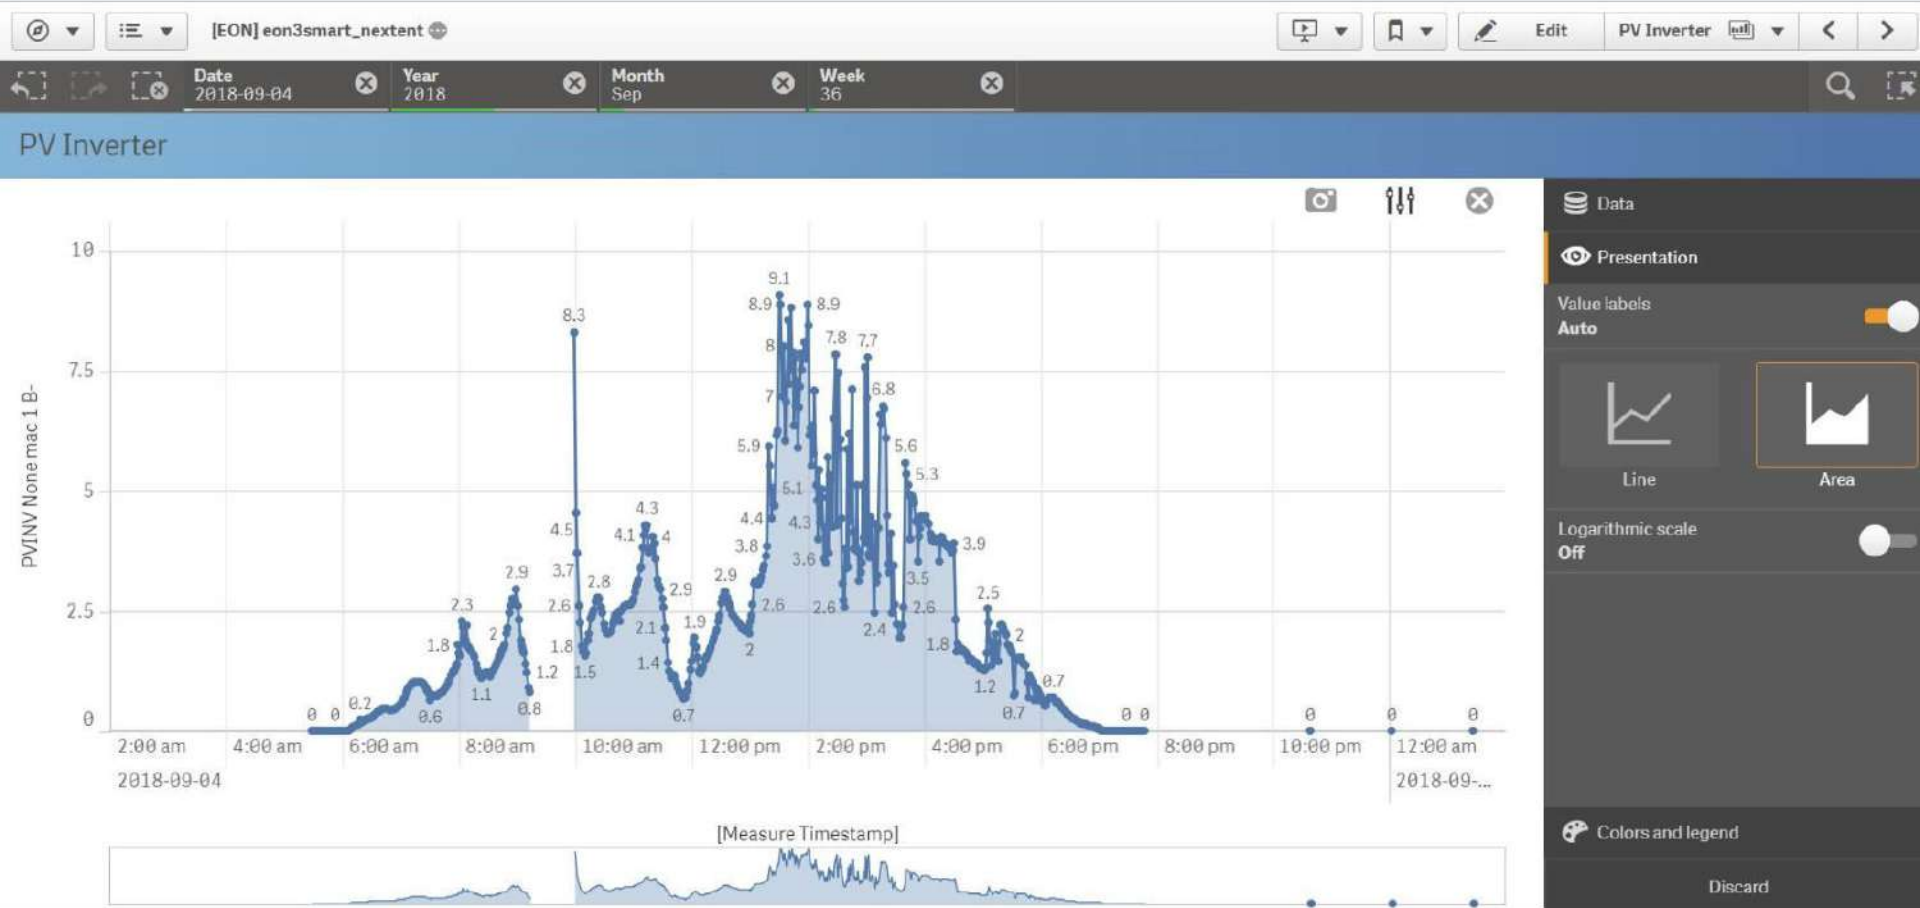 [EON] eon3smart_nextent
Edit
PV Inverter
Date
2018-09-04
Year
2018
Month
Sep
Week
36
PV Inverter
PVINV None mac 1 B-
10
7.5
5
2.5
0
0 0 0.2 0.6 1.8 2.3 1.1 2 2.9 1.2 0.8
8.3 4.5 3.7 2.6 1.8 1.5 2.8 4.1 4.3 4 2.9 2.1 1.4 0.7 1.9 2.9 2 2.6
3.8 4.4 5.9 5.1 7 8 8.9 9.1 8.9 4.3 3.6 7.8 2.6 7.7 2.4 6.8
5.6 5.3 3.5 2.6 3.9 1.8 1.2 2.5 2 0.7 0.7 0 0 0 0 0
2:00 am 4:00 am 6:00 am 8:00 am 10:00 am 12:00 pm 2:00 pm 4:00 pm 6:00 pm 8:00 pm 10:00 pm 12:00 am
2018-09-04 2018-09-...
[Measure Timestamp]
Data
Presentation
Value labels
Auto
Line Area
Logarithmic scale
Off
Colors and legend
Discard